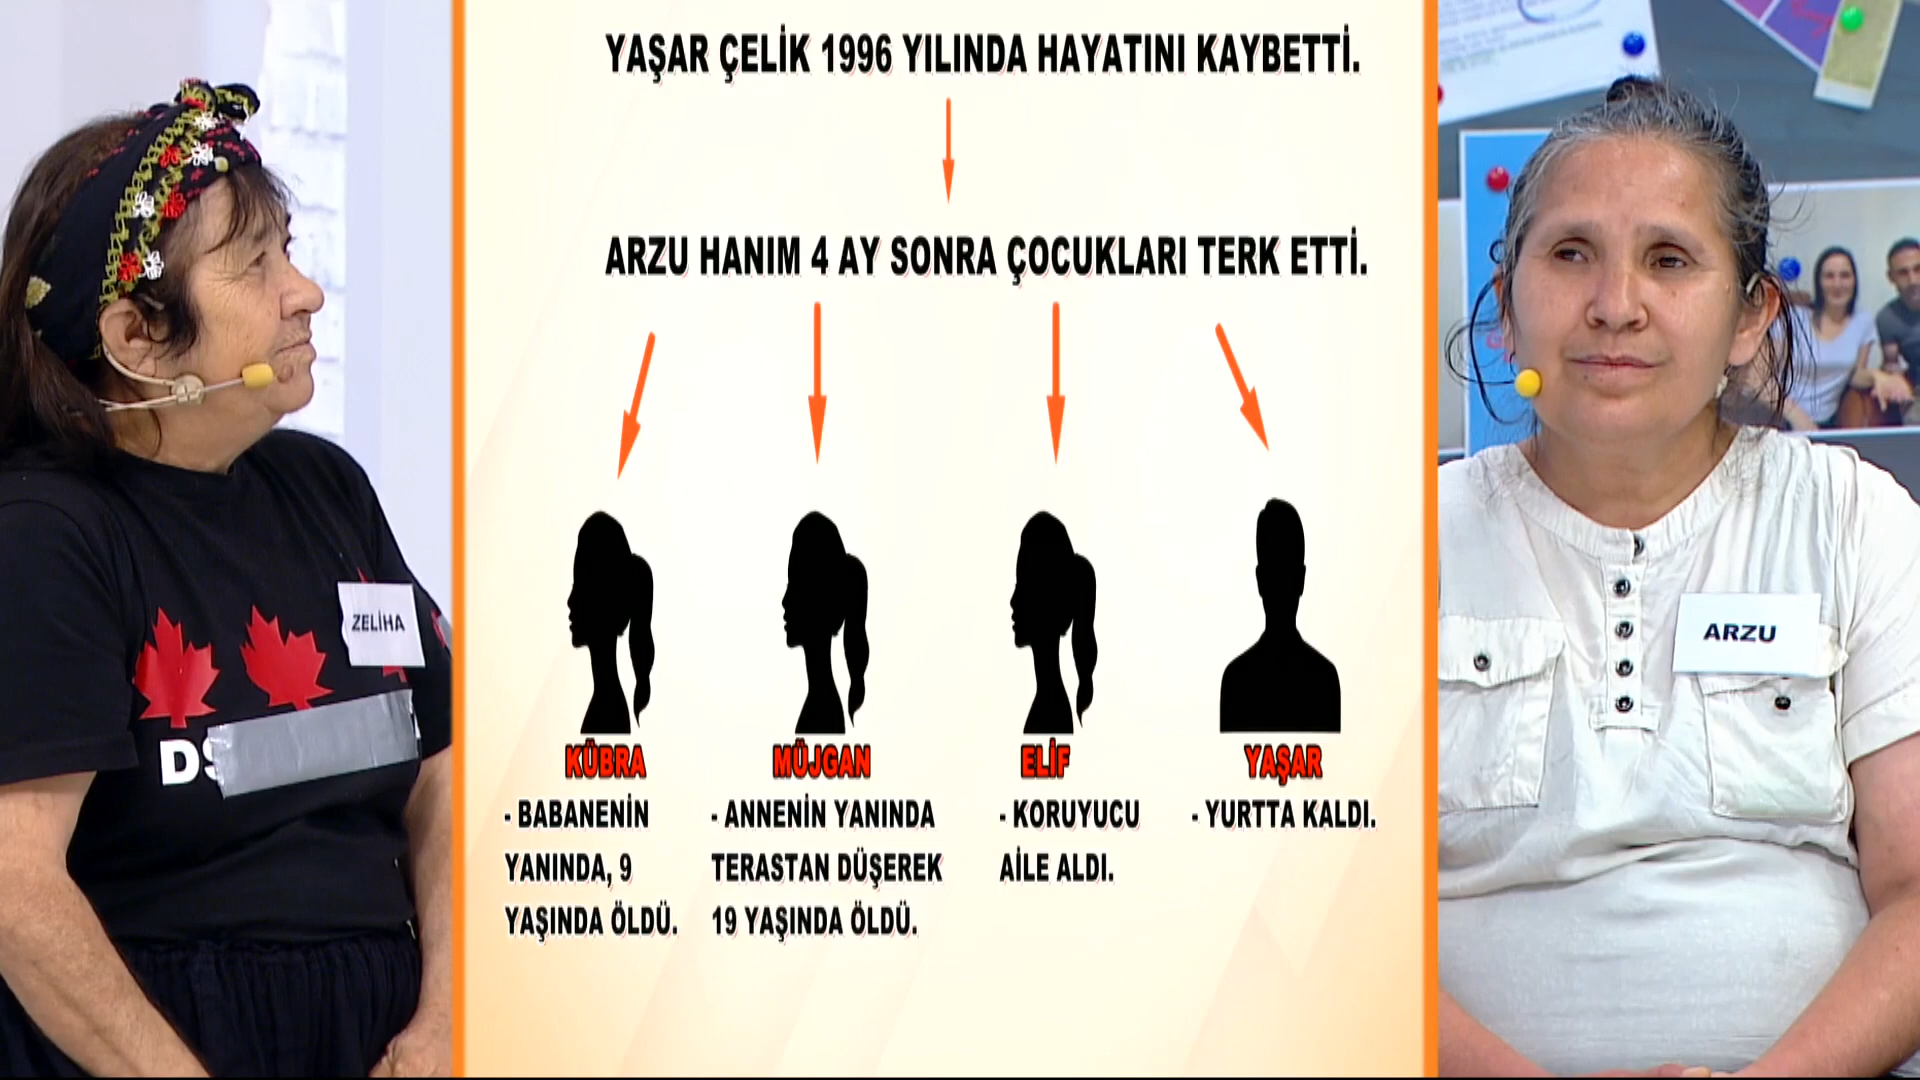 YAŞAR ÇELİK 1996 YILINDA HAYATINI KAYBETTİ.
ARZU HANIM 4 AY SONRA ÇOCUKLARI TERK ETTİ.
KÜBRA
- BABANENİN
YANINDA, 9
YAŞINDA ÖLDÜ.
MÜJGAN
- ANNENİN YANINDA
TERASTAN DÜŞEREK
19 YAŞINDA ÖLDÜ.
ELİF
- KORUYUCU
AİLE ALDI.
YAŞAR
- YURTTA KALDI.
ZELİHA
ARZU